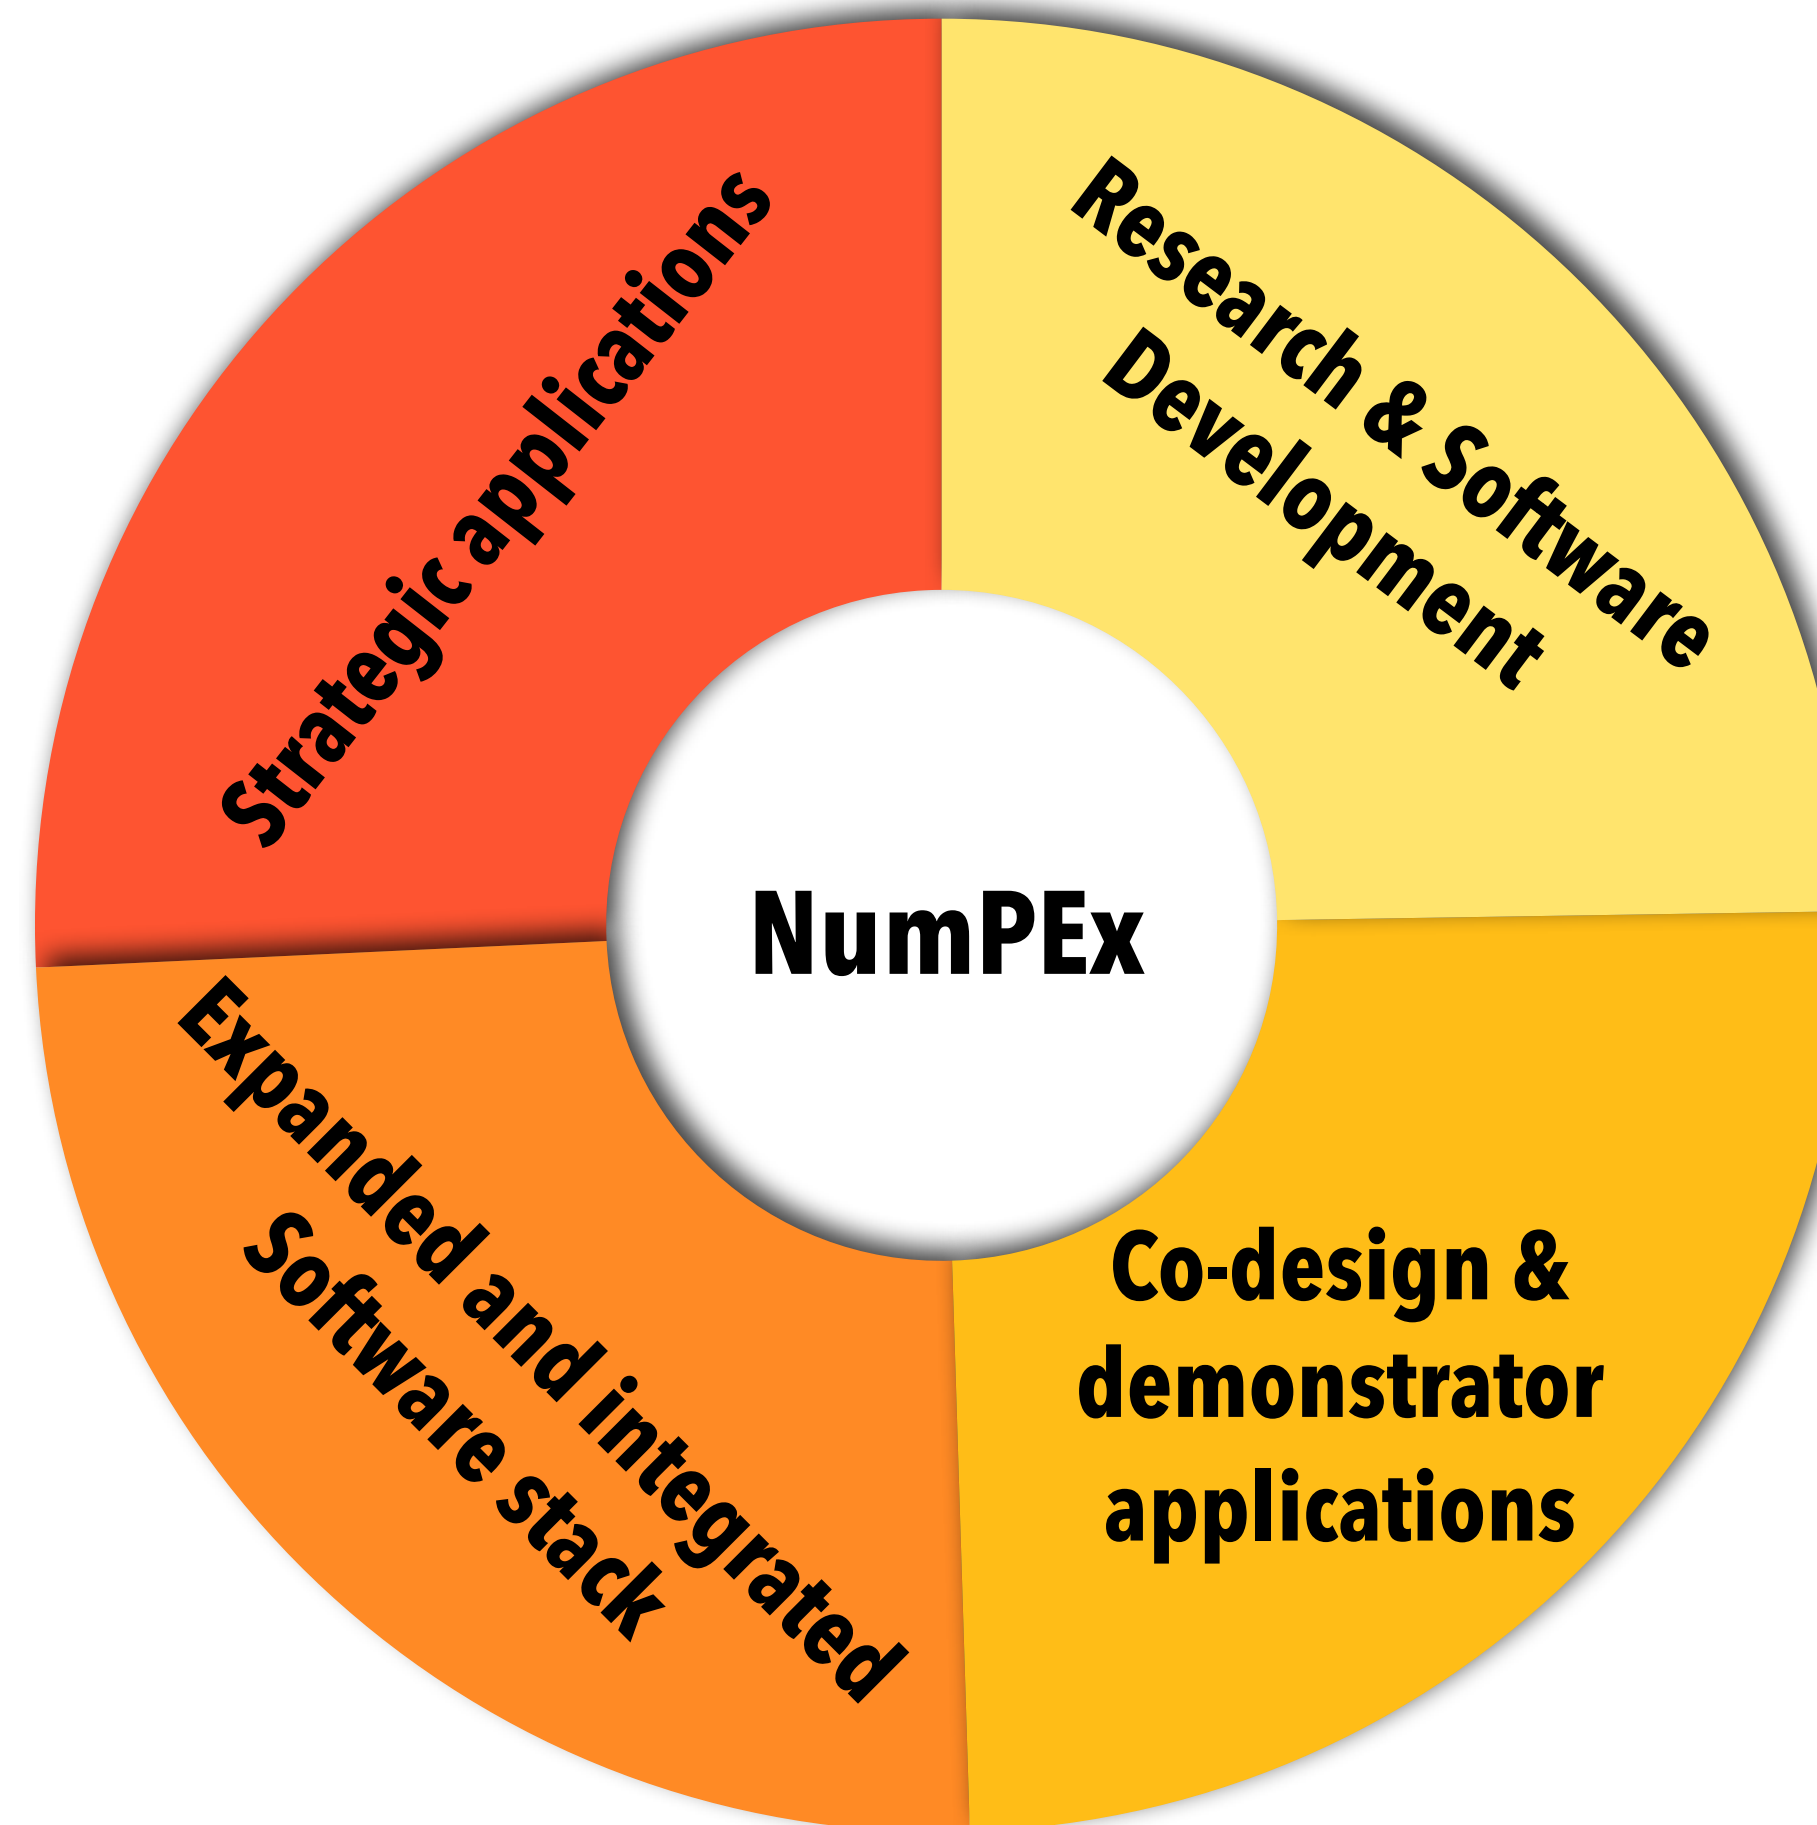 Strategic applications
Research & Software
Development
NumPEx
Expanded and integrated
Software stack
Co-design &
demonstrator
applications